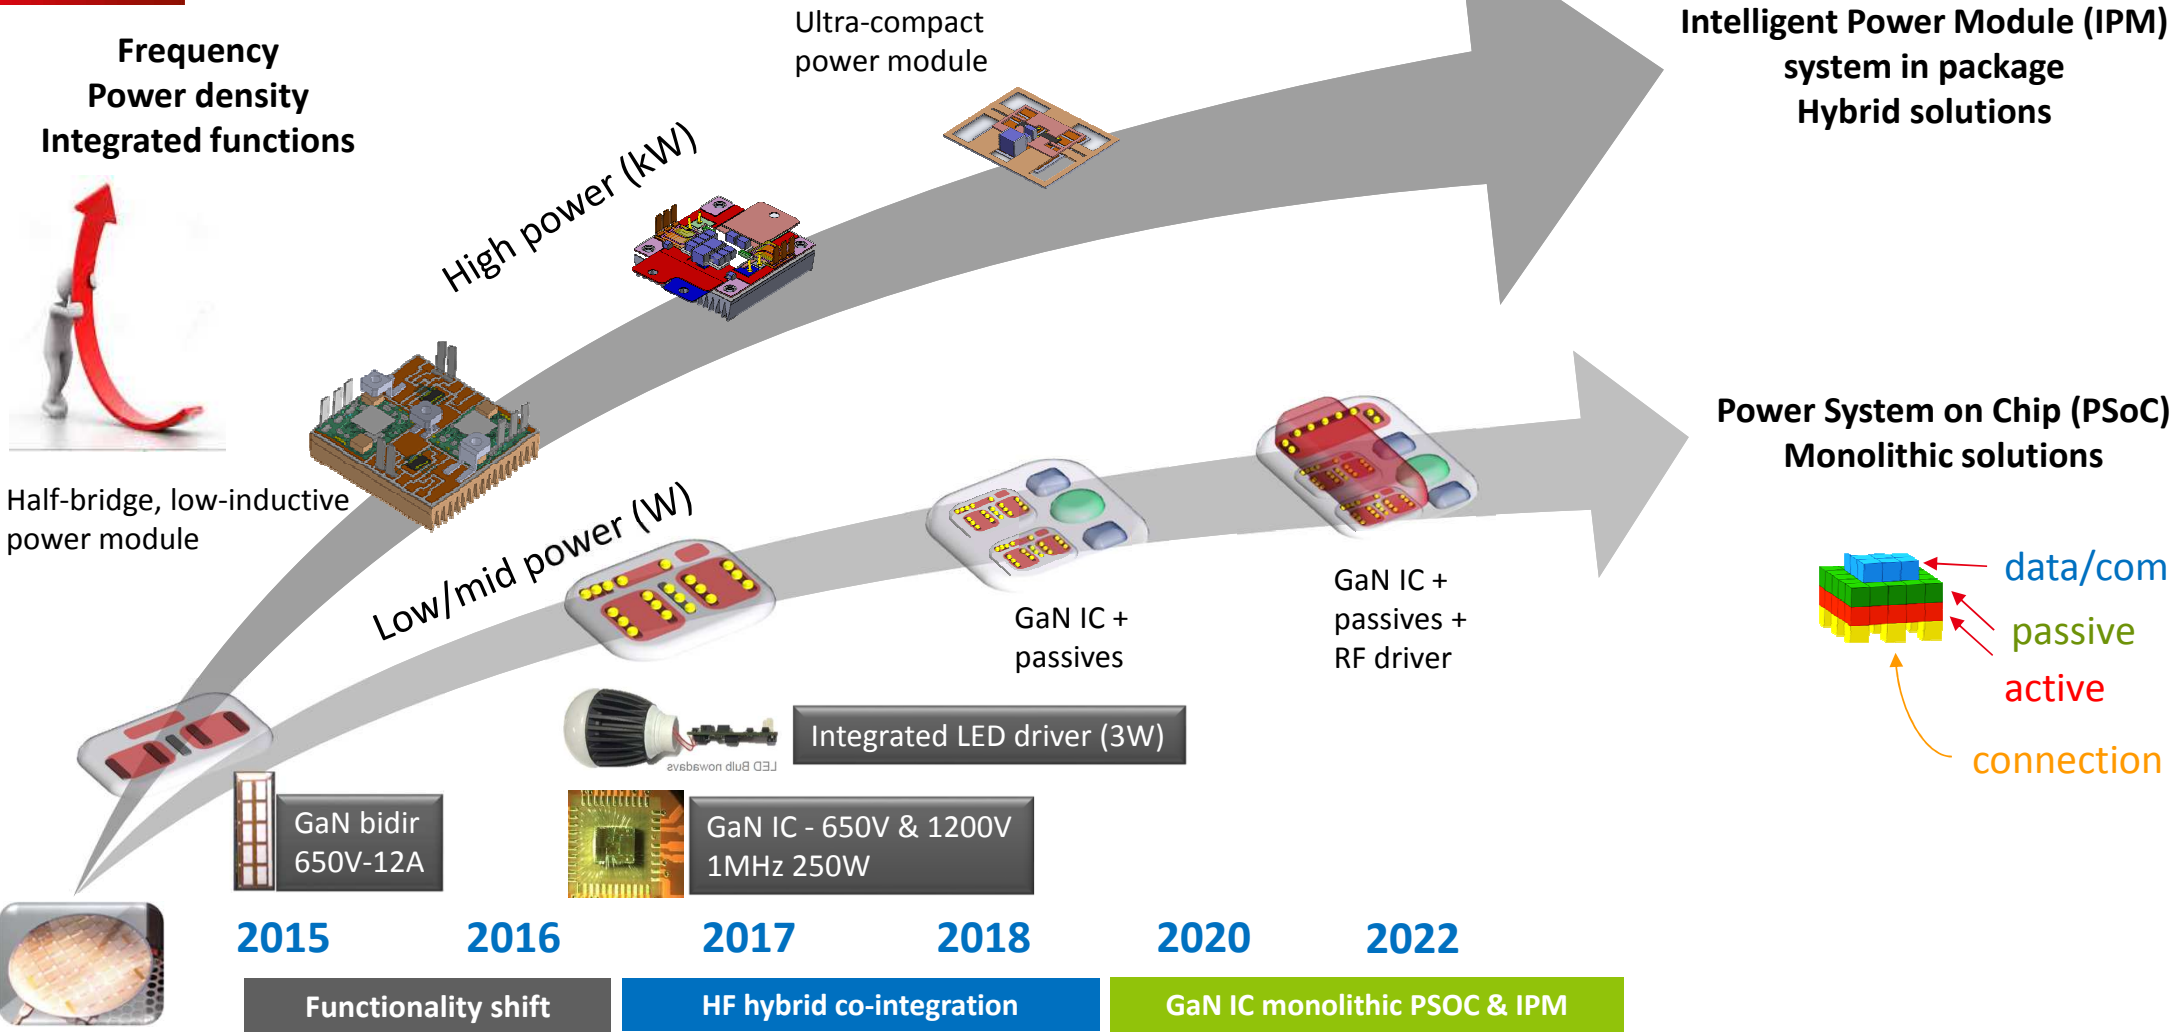 Frequency
Power density
Integrated functions
Ultra-compact
power module
Intelligent Power Module (IPM)
system in package
Hybrid solutions
High power (kW)
Half-bridge, low-inductive
power module
Low/mid power (W)
Power System on Chip (PSoC)
Monolithic solutions
GaN IC +
passives
GaN IC +
passives +
RF driver
data/com
passive
active
connection
Integrated LED driver (3W)
LED Bulb nowadays
GaN bidir
650V-12A
GaN IC - 650V & 1200V
1MHz 250W
2015
2016
2017
2018
2020
2022
Functionality shift
HF hybrid co-integration
GaN IC monolithic PSOC & IPM